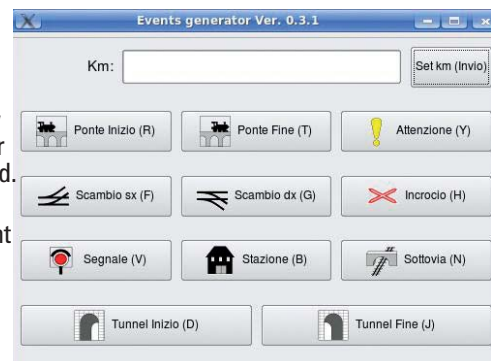 Events generator Ver. 0.3.1
Km:
Set km (Invio)
Ponte Inizio (R)
Ponte Fine (T)
Attenzione (Y)
Scambio sx (F)
Scambio dx (G)
Incrocio (H)
Segnale (V)
Stazione (B)
Sottovia (N)
Tunnel Inizio (D)
Tunnel Fine (J)